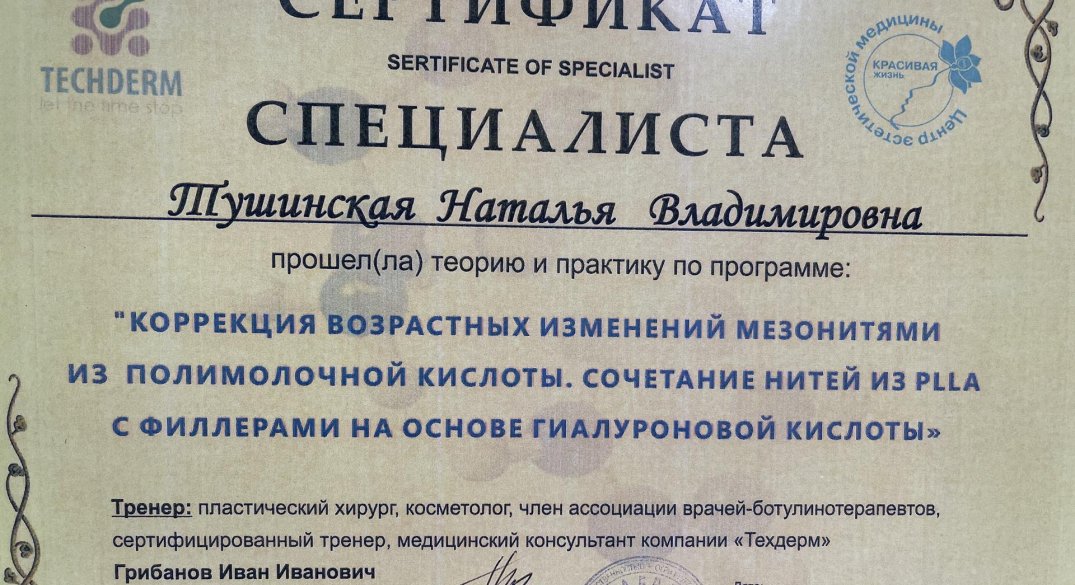 СЕРТИФИКАТ
TECHDERM
let the time stop
SERTIFICATE OF SPECIALIST
Центр эстетической медицины
КРАСИВАЯ
ЖИЗНЬ
СПЕЦИАЛИСТА
Тушинская Наталья Владимировна
прошел(ла) теорию и практику по программе:
"КОРРЕКЦИЯ ВОЗРАСТНЫХ ИЗМЕНЕНИЙ МЕЗОНИТЯМИ
ИЗ ПОЛИМОЛОЧНОЙ КИСЛОТЫ. СОЧЕТАНИЕ НИТЕЙ ИЗ PLLA
С ФИЛЛЕРАМИ НА ОСНОВЕ ГИАЛУРОНОВОЙ КИСЛОТЫ»
Тренер: пластический хирург, косметолог, член ассоциации врачей-ботулинотерапевтов,
сертифицированный тренер, медицинский консультант компании «Техдерм»
Грибанов Иван Иванович